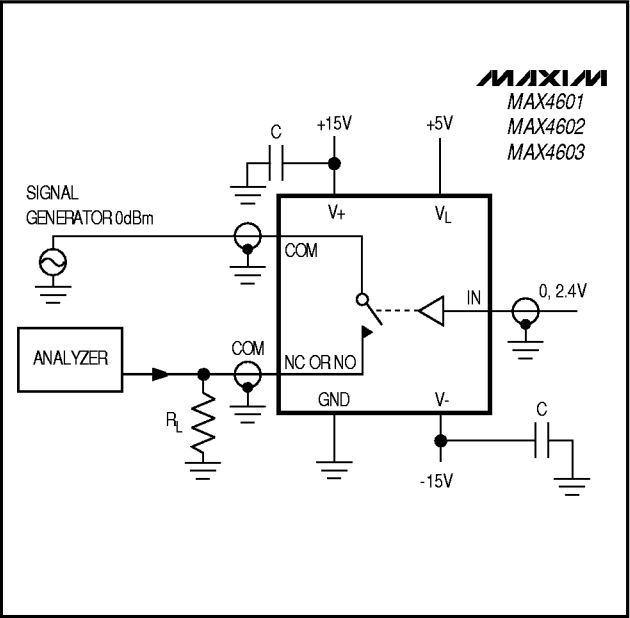 MAXIM
MAX4601
MAX4602
MAX4603
C
+15V
+5V
SIGNAL
GENERATOR 0dBm
V+
VL
COM
IN
0, 2.4V
ANALYZER
COM
NC OR NO
RL
GND
V-
C
-15V